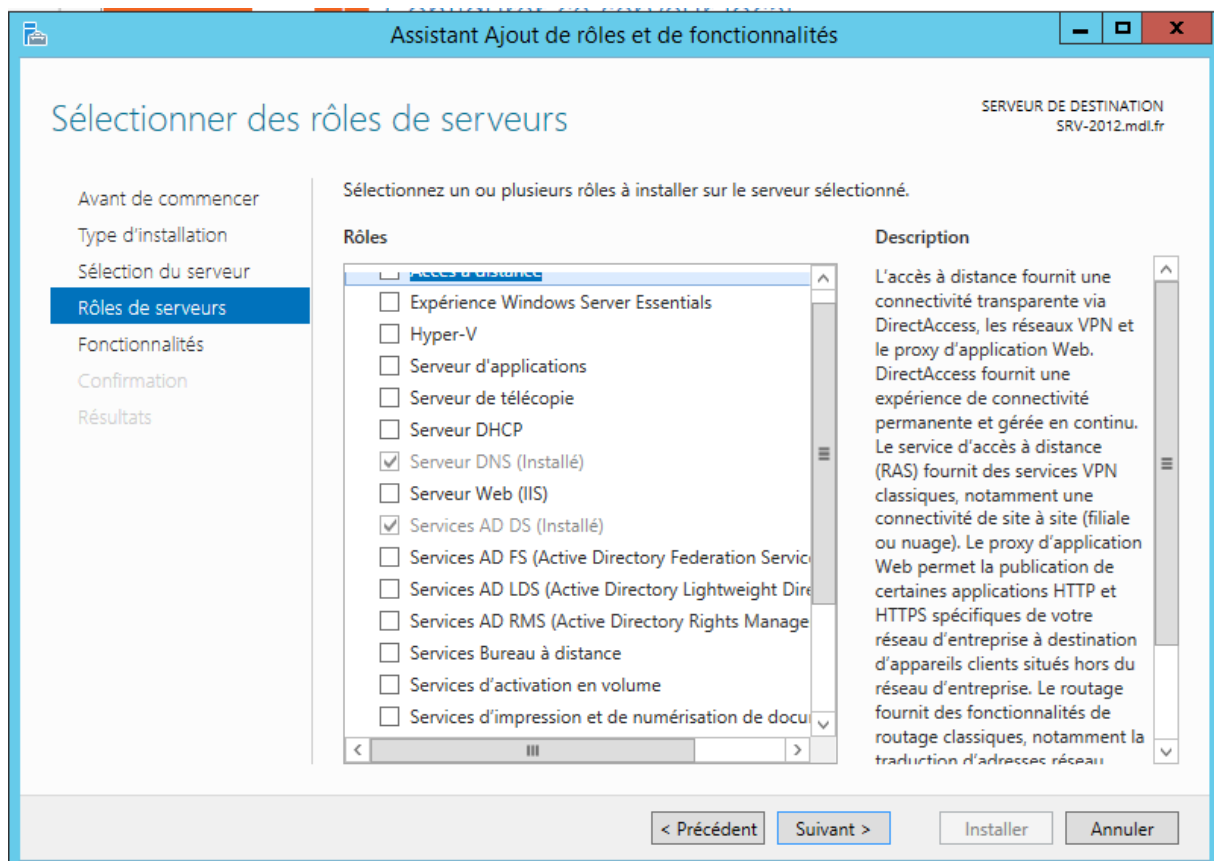 Assistant Ajout de rôles et de fonctionnalités
Sélectionner des rôles de serveurs
SERVEUR DE DESTINATION
SRV-2012.mdl.fr
Avant de commencer
Type d'installation
Sélection du serveur
Rôles de serveurs
Fonctionnalités
Confirmation
Résultats
Sélectionnez un ou plusieurs rôles à installer sur le serveur sélectionné.
Rôles
Accès à distance
Expérience Windows Server Essentials
Hyper-V
Serveur d'applications
Serveur de télécopie
Serveur DHCP
Serveur DNS (Installé)
Serveur Web (IIS)
Services AD DS (Installé)
Services AD FS (Active Directory Federation Servic
Services AD LDS (Active Directory Lightweight Dire
Services AD RMS (Active Directory Rights Manage
Services Bureau à distance
Services d'activation en volume
Services d'impression et de numérisation de docu
Description
L'accès à distance fournit une
connectivité transparente via
DirectAccess, les réseaux VPN et
le proxy d'application Web.
DirectAccess fournit une
expérience de connectivité
permanente et gérée en continu.
Le service d'accès à distance
(RAS) fournit des services VPN
classiques, notamment une
connectivité de site à site (filiale
ou nuage). Le proxy d'application
Web permet la publication de
certaines applications HTTP et
HTTPS spécifiques de votre
réseau d'entreprise à destination
d'appareils clients situés hors du
réseau d'entreprise. Le routage
fournit des fonctionnalités de
routage classiques, notamment la
traduction d'adresses réseau
< Précédent
Suivant >
Installer
Annuler